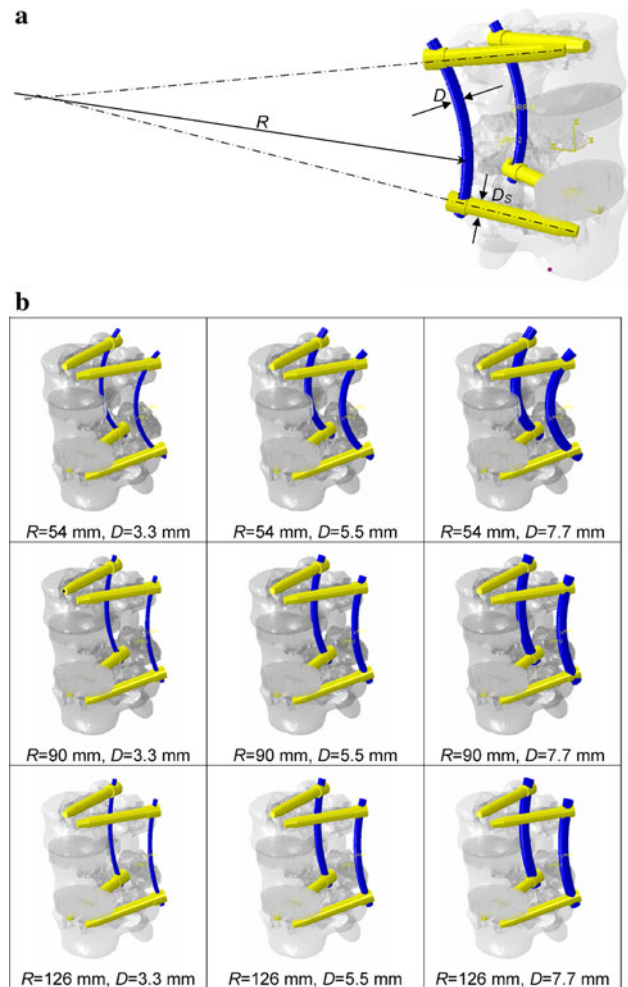 a
D
R
D_S
b
R=54 mm, D=3.3 mm
R=54 mm, D=5.5 mm
R=54 mm, D=7.7 mm
R=90 mm, D=3.3 mm
R=90 mm, D=5.5 mm
R=90 mm, D=7.7 mm
R=126 mm, D=3.3 mm
R=126 mm, D=5.5 mm
R=126 mm, D=7.7 mm